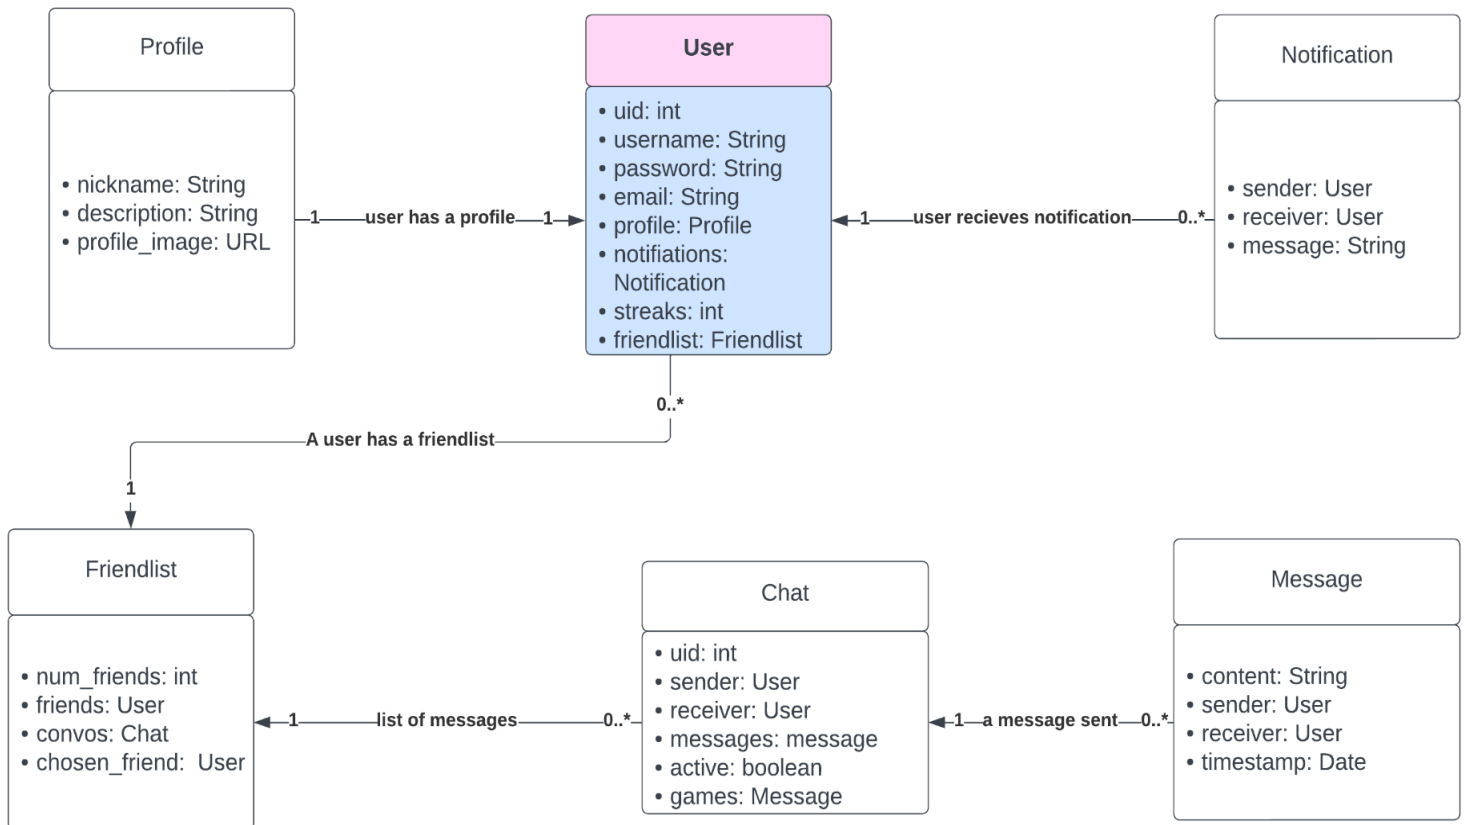 Profile
• nickname: String
• description: String
• profile_image: URL
1 user has a profile 1
User
• uid: int
• username: String
• password: String
• email: String
• profile: Profile
• notifiations:
Notification
• streaks: int
• friendlist: Friendlist
1 user recieves notification 0..*
Notification
• sender: User
• receiver: User
• message: String
0..*
A user has a friendlist
1
Friendlist
• num_friends: int
• friends: User
• convos: Chat
• chosen_friend: User
1 list of messages 0..*
Chat
• uid: int
• sender: User
• receiver: User
• messages: message
• active: boolean
• games: Message
1 a message sent 0..*
Message
• content: String
• sender: User
• receiver: User
• timestamp: Date